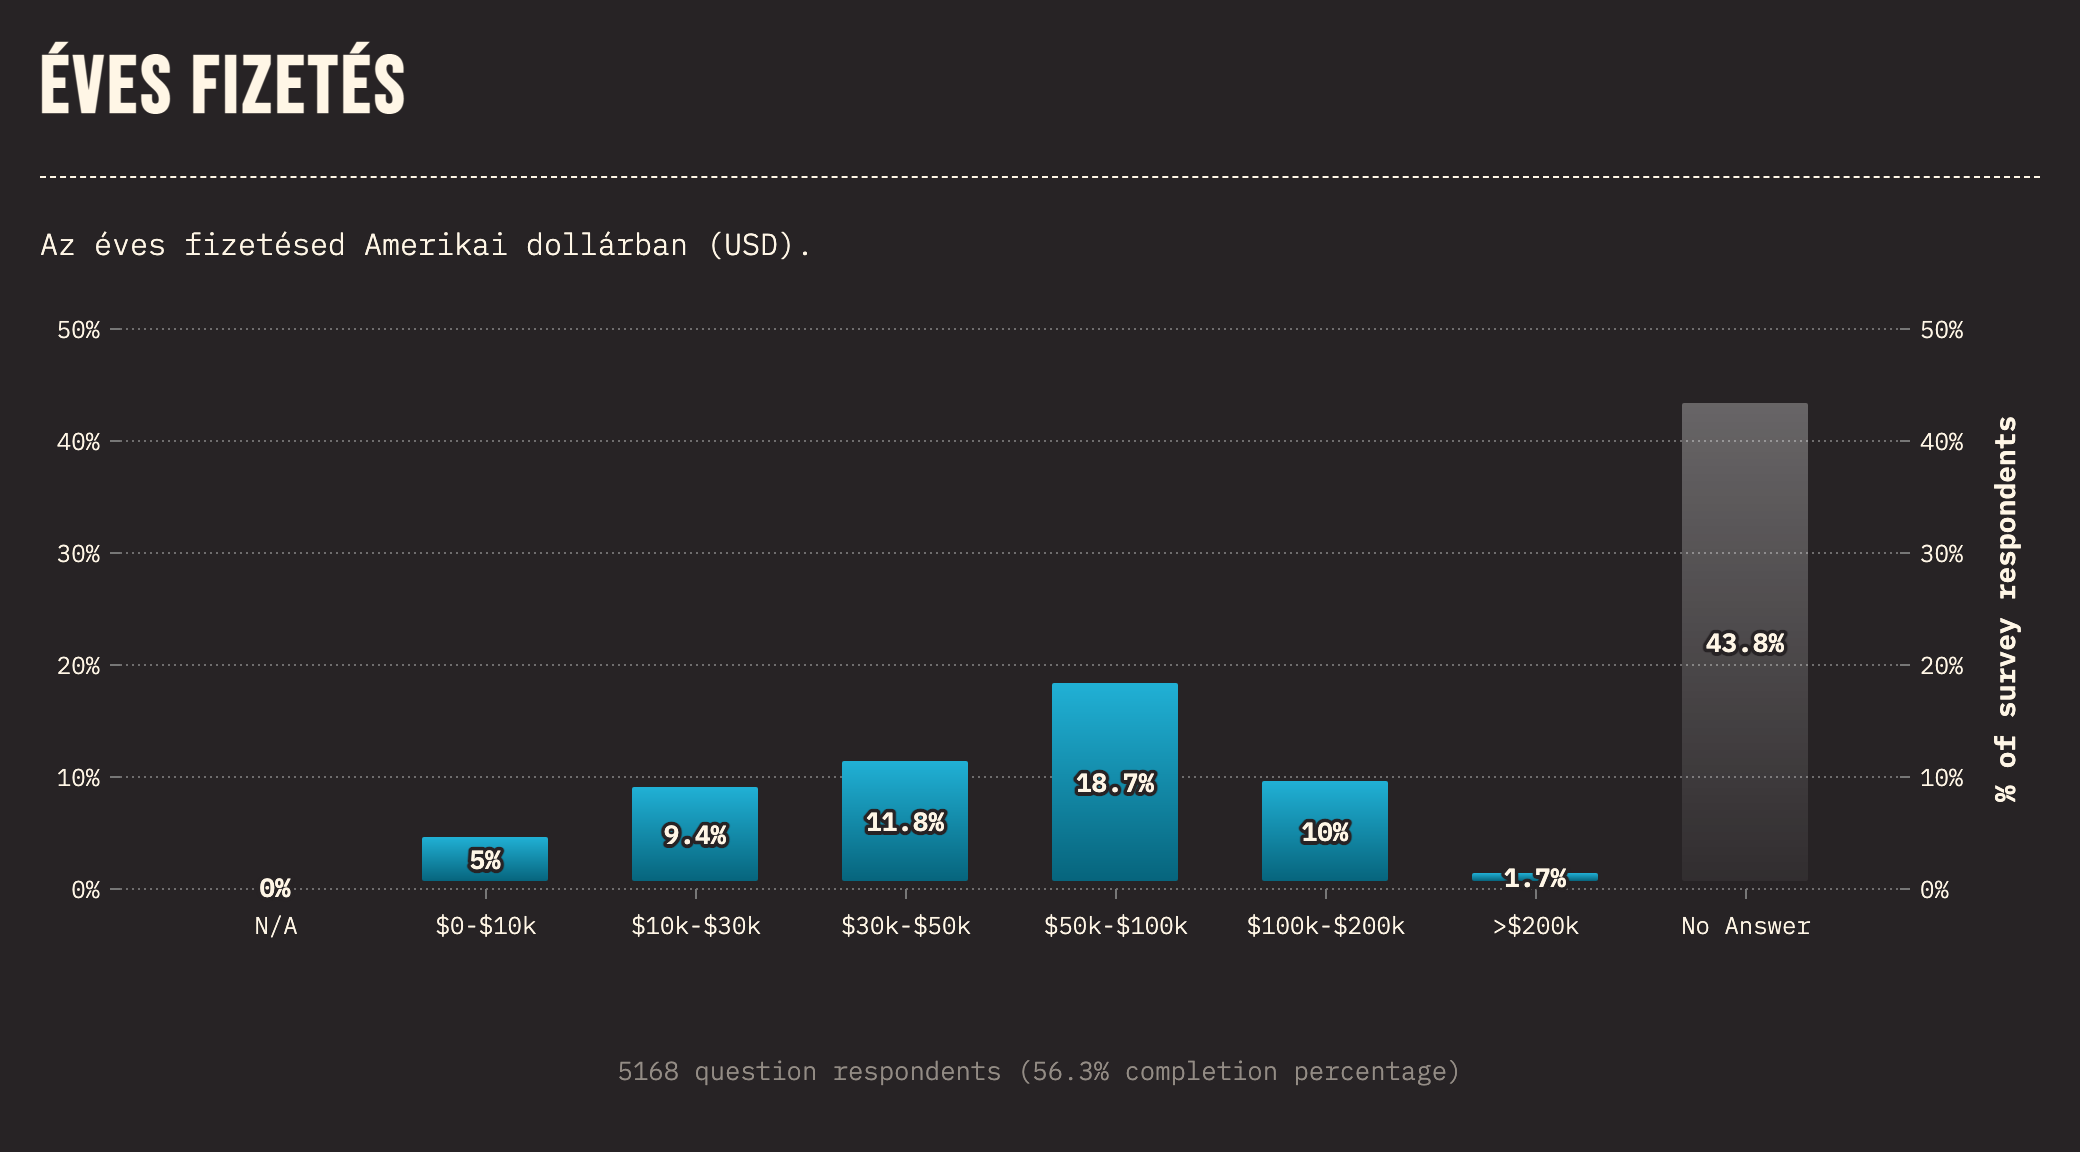 ÉVES FIZETÉS
Az éves fizetésed Amerikai dollárban (USD).
50%
50%
40%
40%
30%
30%
20%
20%
10%
10%
0%
0%
0%
5%
9.4%
11.8%
18.7%
10%
1.7%
43.8%
N/A
$0-$10k
$10k-$30k
$30k-$50k
$50k-$100k
$100k-$200k
>$200k
No Answer
% of survey respondents
5168 question respondents (56.3% completion percentage)